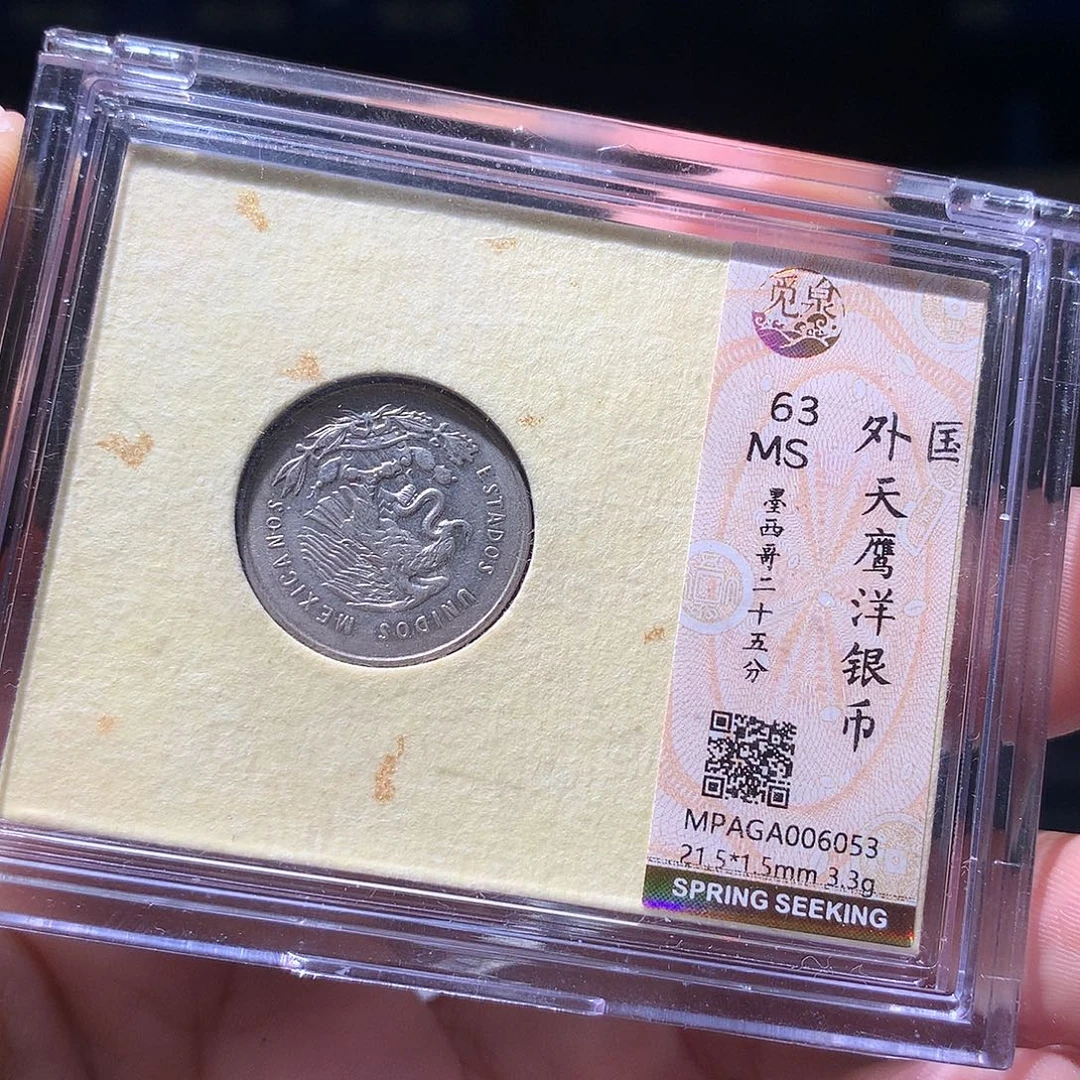 觅泉
63
MS
外国
天鹰洋银币
墨西哥二十五分
MPAGA006053
21.5*1.5mm 3.3g
SPRING SEEKING
ESTADOS UNIDOS MEXICANOS